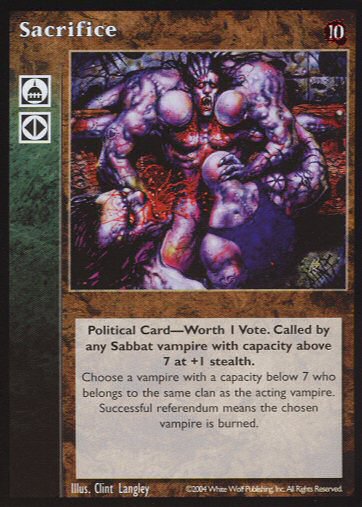 Sacrifice
10
Political Card—Worth 1 Vote. Called by
any Sabbat vampire with capacity above
7 at +1 stealth.
Choose a vampire with a capacity below 7 who
belongs to the same clan as the acting vampire.
Successful referendum means the chosen
vampire is burned.
Illus. Clint Langley
©2004 White Wolf Publishing, Inc. All Rights Reserved.